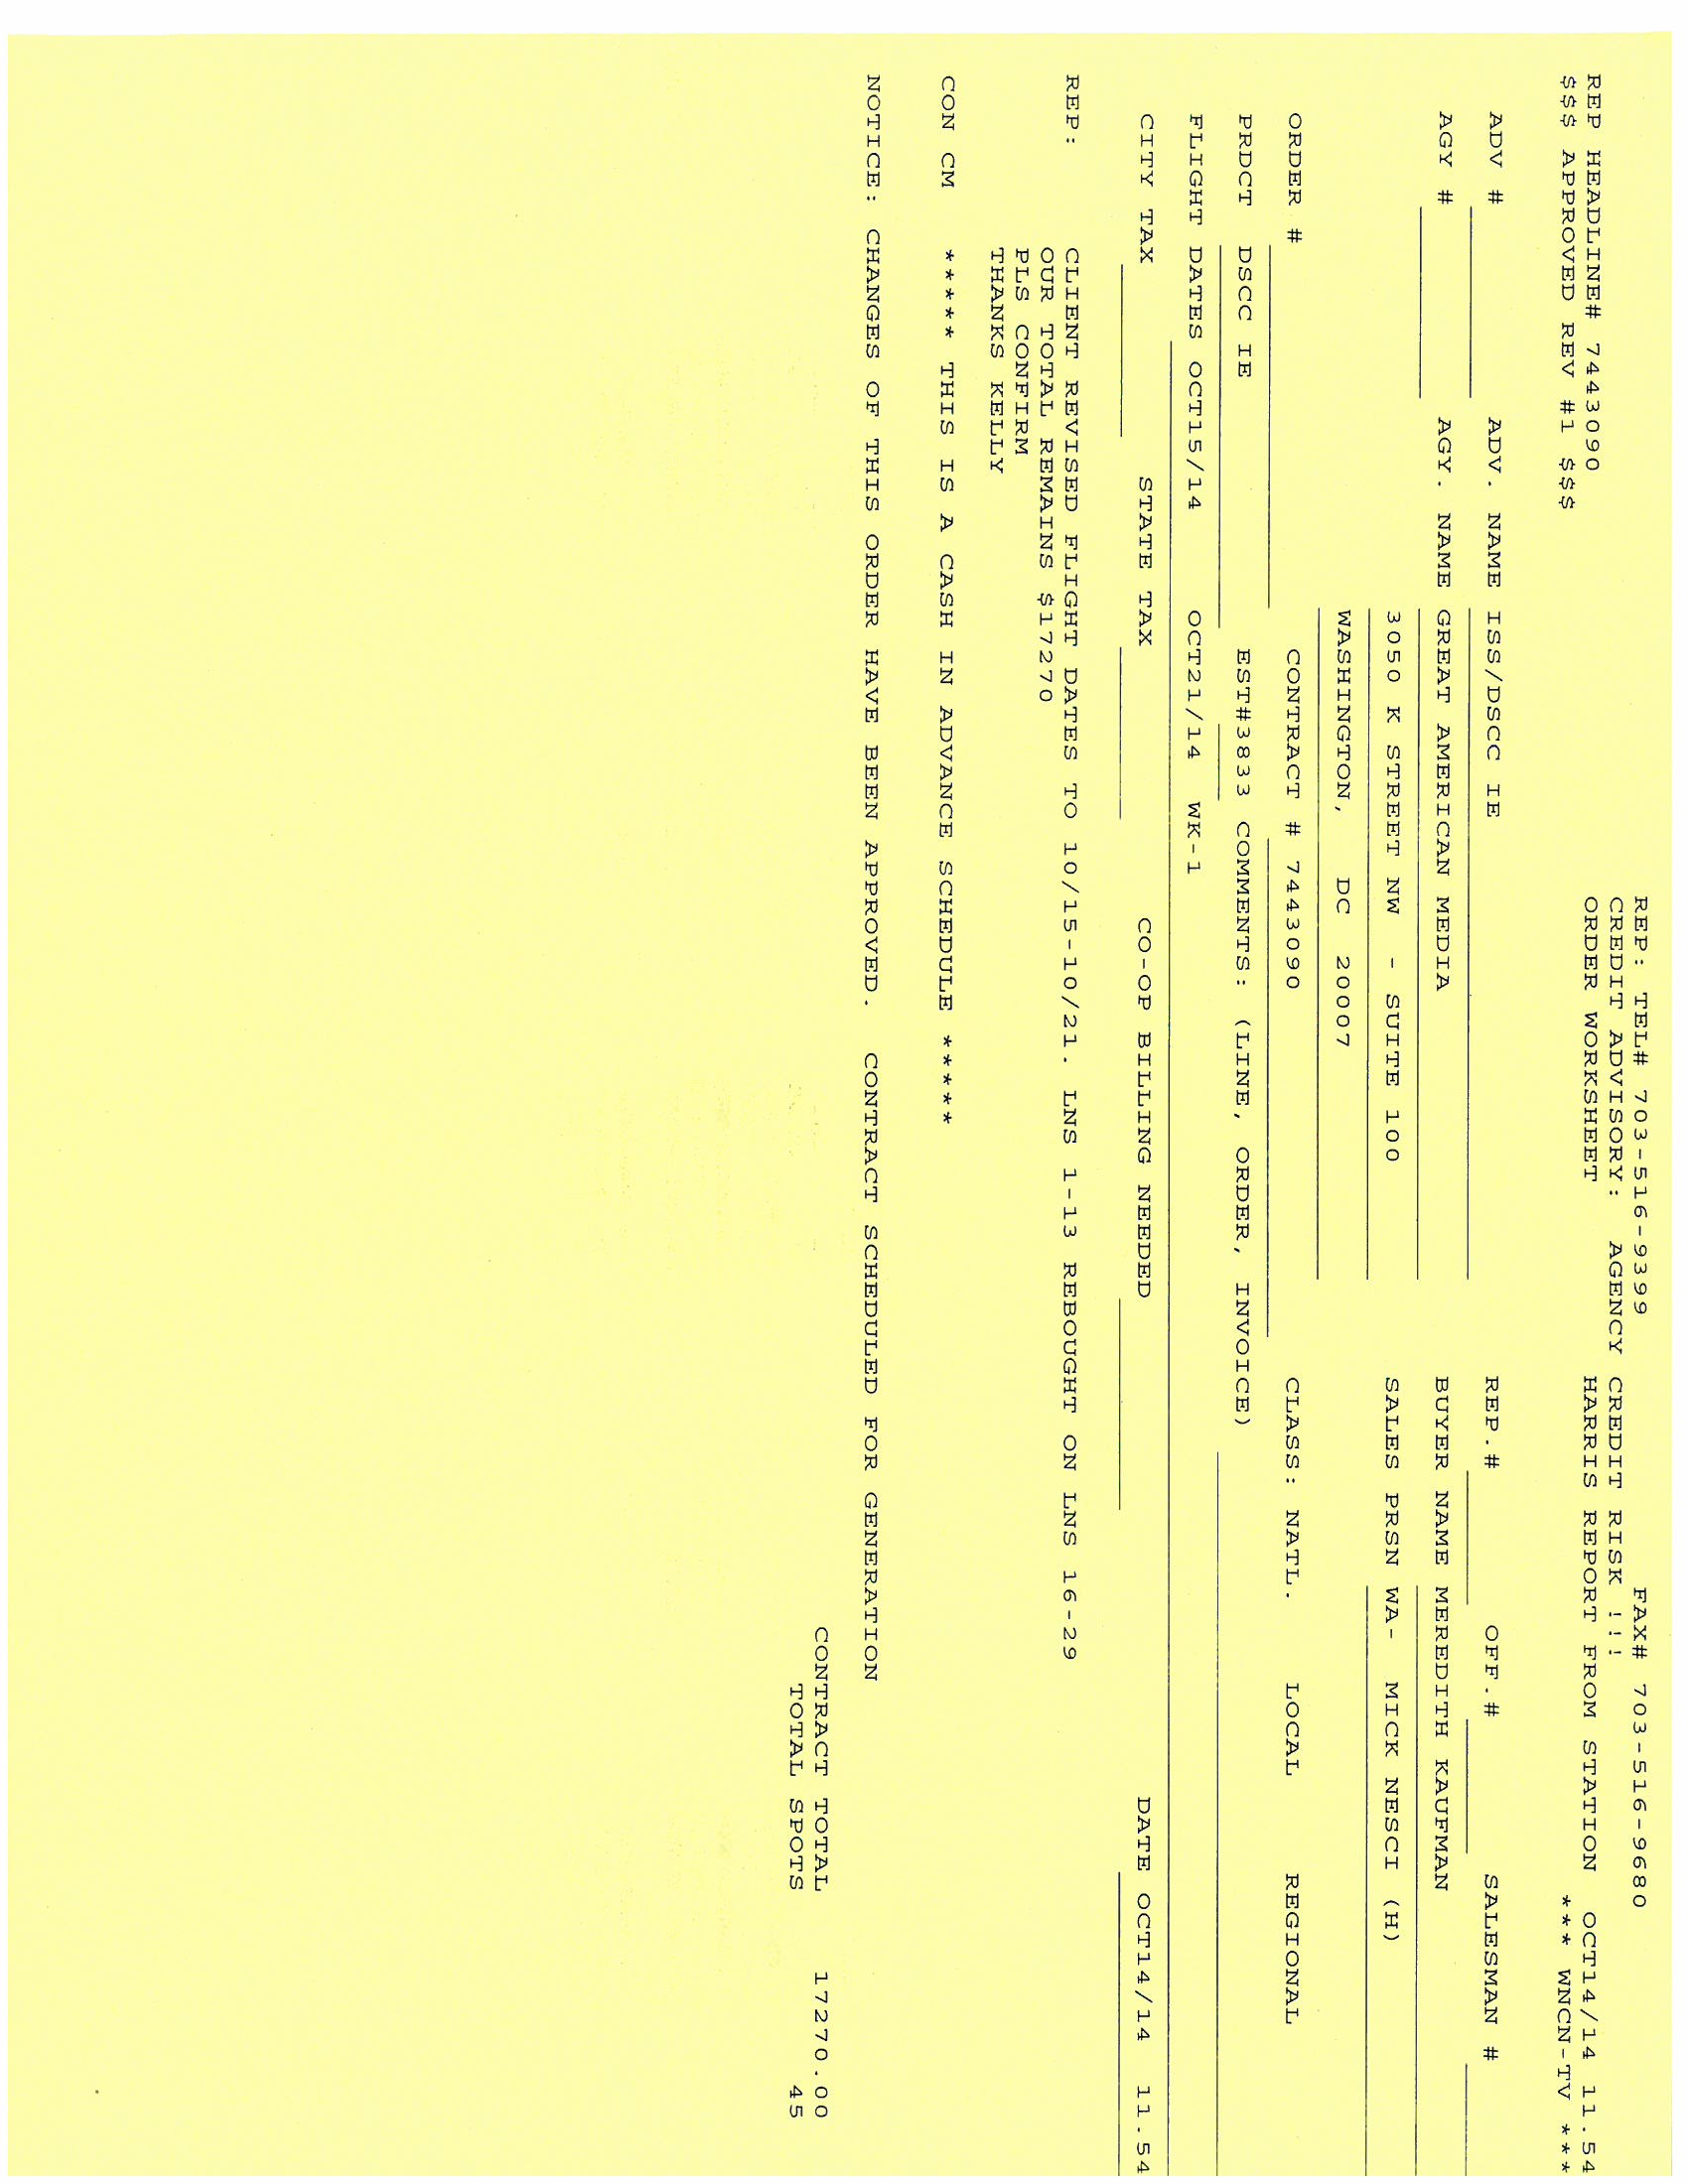 REP: TEL# 703-516-9399 FAX# 703-516-9680
CREDIT ADVISORY: AGENCY CREDIT RISK !!!
REP HEADLINE# 7443090 ORDER WORKSHEET HARRIS REPORT FROM STATION OCT14/14 11.54
$$$ APPROVED REV #1 $$$ *** WNCN-TV ***
ADV # ADV. NAME ISS/DSCC IE REP.# OFF.# SALESMAN #
AGY # AGY. NAME GREAT AMERICAN MEDIA BUYER NAME MEREDITH KAUFMAN
3050 K STREET NW - SUITE 100 SALES PRSN WA- MICK NESCI (H)
WASHINGTON, DC 20007
ORDER # CONTRACT # 7443090 CLASS: NATL. LOCAL REGIONAL
PRDCT DSCC IE EST#3833 COMMENTS: (LINE, ORDER, INVOICE)
FLIGHT DATES OCT15/14 OCT21/14 WK-1
CITY TAX STATE TAX CO-OP BILLING NEEDED DATE OCT14/14 11.54
REP: CLIENT REVISED FLIGHT DATES TO 10/15-10/21. LNS 1-13 REBOUGHT ON LNS 16-29
OUR TOTAL REMAINS $17270
PLS CONFIRM
THANKS KELLY
CON CM ***** THIS IS A CASH IN ADVANCE SCHEDULE *****
NOTICE: CHANGES OF THIS ORDER HAVE BEEN APPROVED. CONTRACT SCHEDULED FOR GENERATION
CONTRACT TOTAL 17270.00
TOTAL SPOTS 45